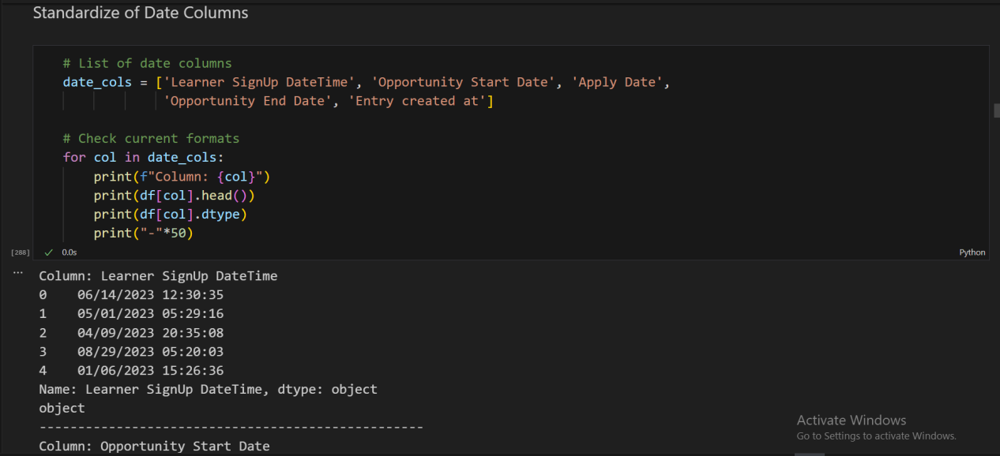 Standardize of Date Columns
# List of date columns
date_cols = ['Learner SignUp DateTime', 'Opportunity Start Date', 'Apply Date',
'Opportunity End Date', 'Entry created at']
# Check current formats
for col in date_cols:
print(f"Column: {col}")
print(df[col].head())
print(df[col].dtype)
print("-"*50)
[288] ✓ 0.0s
Python
...
Column: Learner SignUp DateTime
0    06/14/2023 12:30:35
1    05/01/2023 05:29:16
2    04/09/2023 20:35:08
3    08/29/2023 05:20:03
4    01/06/2023 15:26:36
Name: Learner SignUp DateTime, dtype: object
object
--------------------------------------------------
Column: Opportunity Start Date
Activate Windows
Go to Settings to activate Windows.